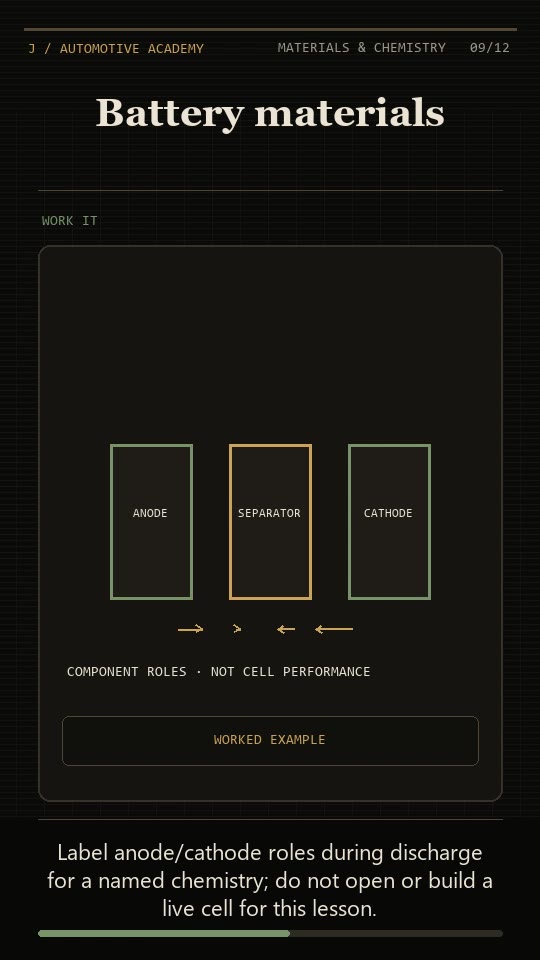 J / AUTOMOTIVE ACADEMY
MATERIALS & CHEMISTRY 09/12
Battery materials
WORK IT
ANODE
SEPARATOR
CATHODE
COMPONENT ROLES · NOT CELL PERFORMANCE
WORKED EXAMPLE
Label anode/cathode roles during discharge
for a named chemistry; do not open or build a
live cell for this lesson.